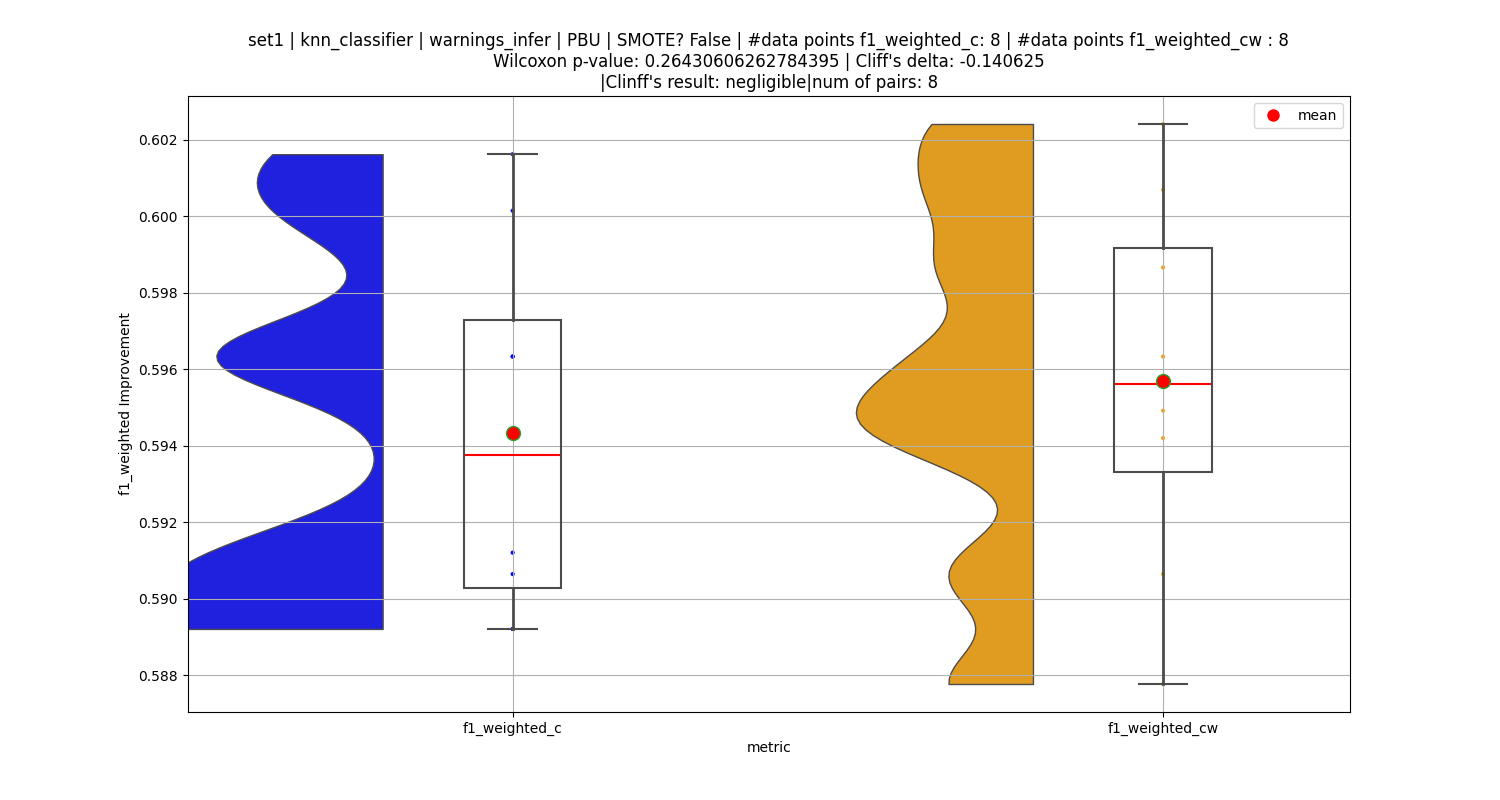 set1 | knn_classifier | warnings_infer | PBU | SMOTE? False | #data points f1_weighted_c: 8 | #data points f1_weighted_cw : 8
Wilcoxon p-value: 0.26430606262784395 | Cliff's delta: -0.140625
|Clinff's result: negligible|num of pairs: 8
mean
0.602
0.600
0.598
0.596
0.594
0.592
0.590
0.588
f1_weighted Improvement
f1_weighted_c
f1_weighted_cw
metric